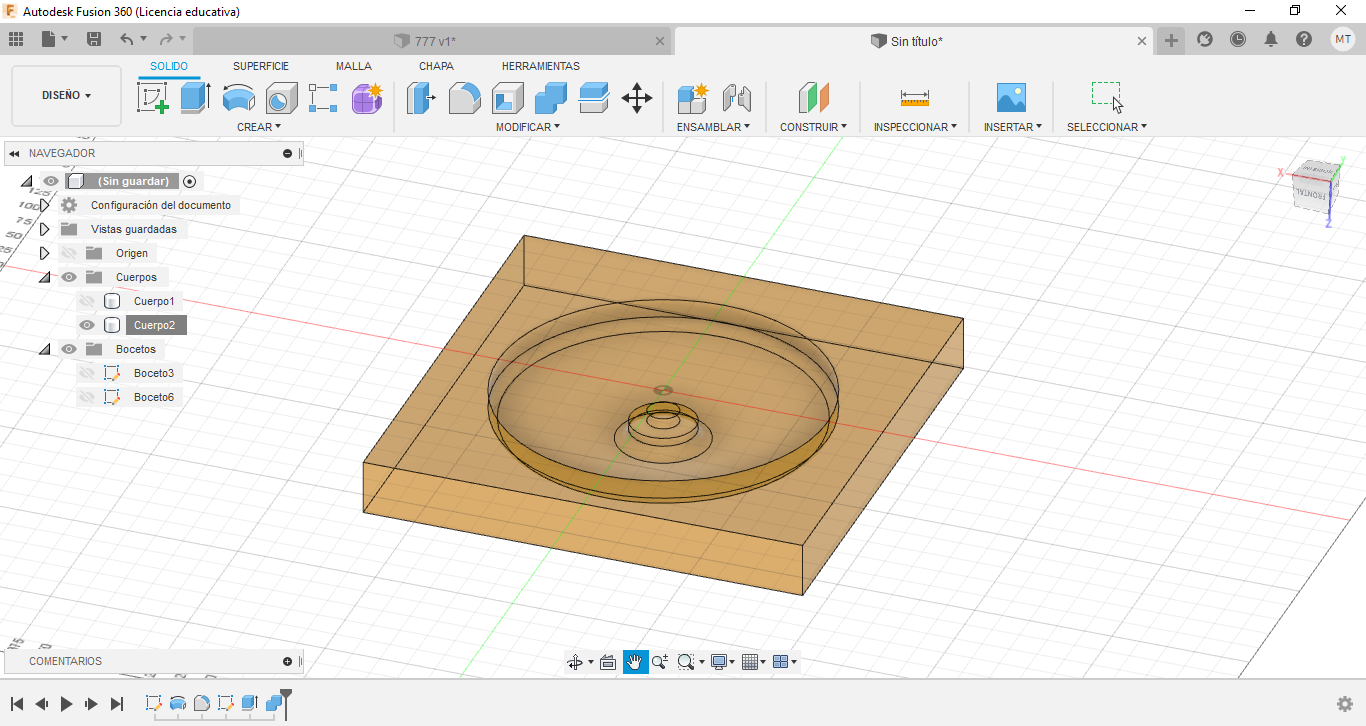 Autodesk Fusion 360 (Licencia educativa)
777 v1*
Sin título*
MT
DISEÑO
SOLIDO
SUPERFICIE
MALLA
CHAPA
HERRAMIENTAS
CREAR
MODIFICAR
ENSAMBLAR
CONSTRUIR
INSPECCIONAR
INSERTAR
SELECCIONAR
NAVEGADOR
(Sin guardar)
Configuración del documento
Vistas guardadas
Origen
Cuerpos
Cuerpo1
Cuerpo2
Bocetos
Boceto3
Boceto6
125
100
75
50
25
X
Y
Z
FRONTAL
COMENTARIOS